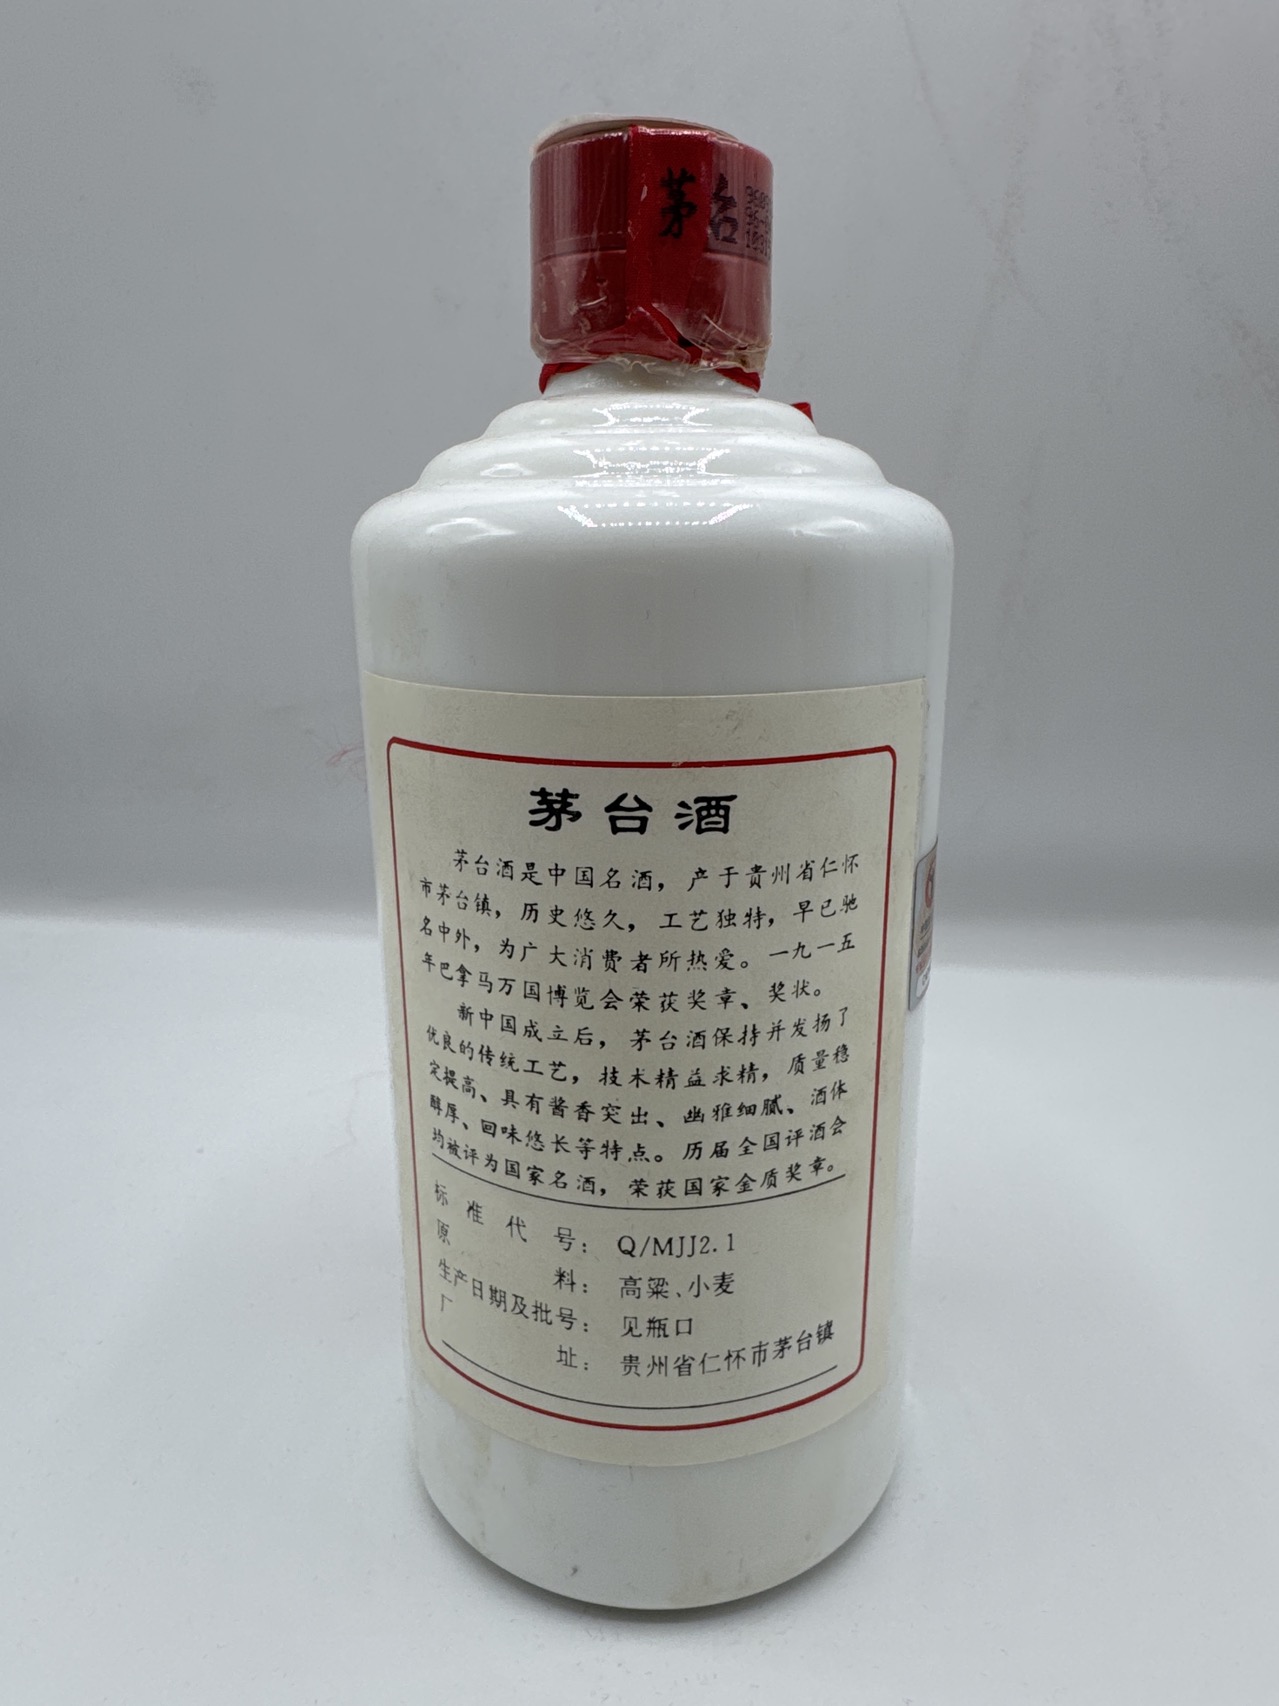 茅台
茅台酒
茅台酒是中国名酒，产于贵州省仁怀
市茅台镇，历史悠久，工艺独特，早已驰
名中外，为广大消费者所热爱。一九一五
年巴拿马万国博览会荣获奖章、奖状。
新中国成立后，茅台酒保持并发扬了
优良的传统工艺，技术精益求精，质量稳
定提高、具有酱香突出、幽雅细腻、酒体
醇厚、回味悠长等特点。历届全国评酒会
均被评为国家名酒，荣获国家金质奖章。
标准代号：Q/MJJ2.1
原料：高粱、小麦
生产日期及批号：见瓶口
厂址：贵州省仁怀市茅台镇